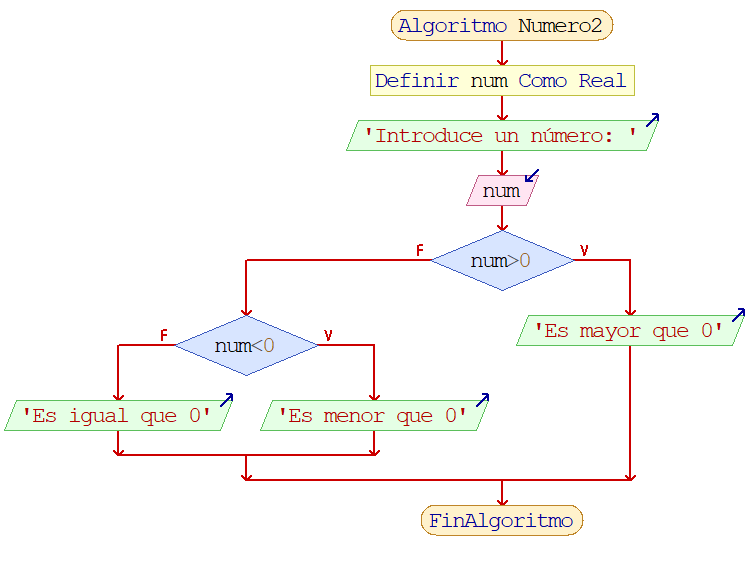 Algoritmo Numero2
Definir num Como Real
'Introduce un número: '
num
num>0
F
V
num<0
F
V
'Es mayor que 0'
'Es igual que 0'
'Es menor que 0'
FinAlgoritmo